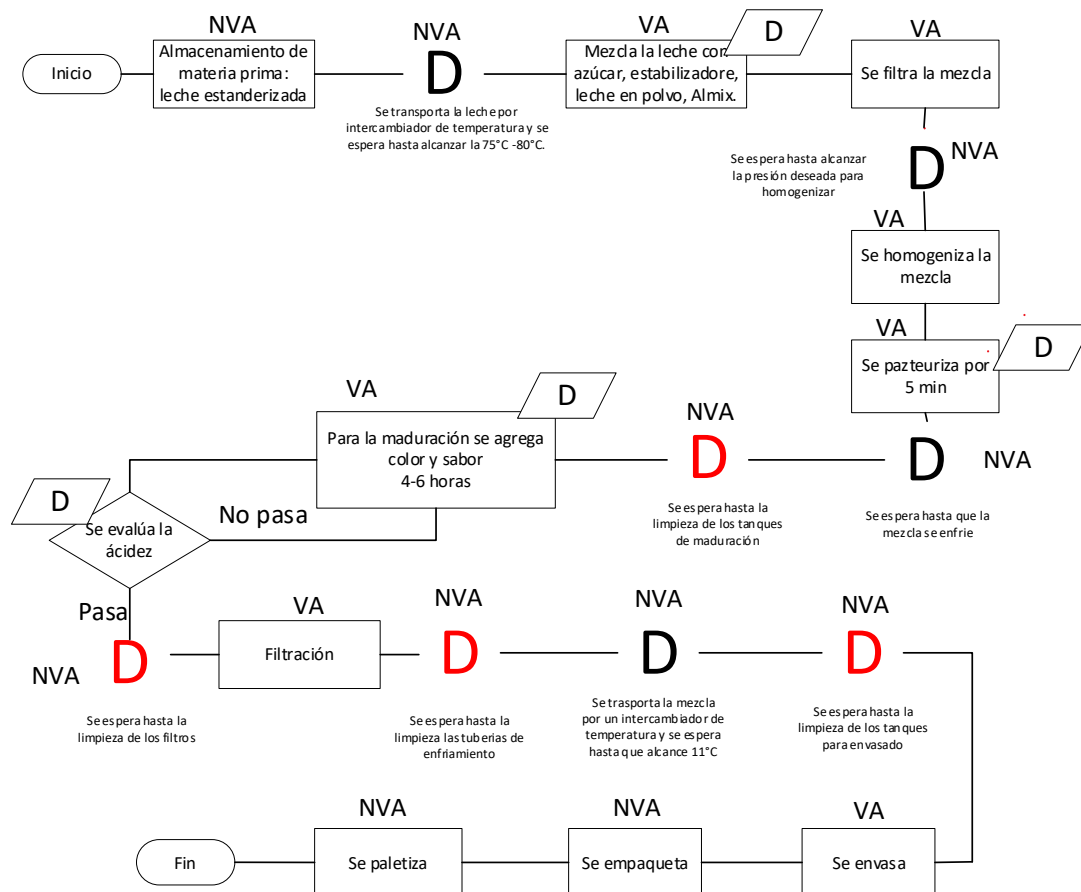 Inicio
NVA
Almacenamiento de
materia prima:
leche estanderizada
NVA
D
Se transporta la leche por
intercambiador de temperatura y se
espera hasta alcanzar la 75°C -80°C.
VA
D
Mezcla la leche con
azúcar, estabilizadore,
leche en polvo, Almix.
VA
Se filtra la mezcla
D
NVA
Se espera hasta alcanzar
la presión deseada para
homogenizar
VA
Se homogeniza la
mezcla
VA
D
Se pazteuriza por
5 min
D
NVA
Se espera hasta que la
mezcla se enfrie
NVA
D
Se espera hasta la
limpieza de los tanques
de maduración
VA
D
Para la maduración se agrega
color y sabor
4-6 horas
D
Se evalúa la
ácidez
No pasa
Pasa
NVA
D
Se espera hasta la
limpieza de los filtros
VA
Filtración
NVA
D
Se espera hasta la
limpieza las tuberias de
enfriamiento
NVA
D
Se trasporta la mezcla
por un intercambiador de
temperatura y se espera
hasta que alcance 11°C
NVA
D
Se espera hasta la
limpieza de los tanques
para envasado
VA
Se envasa
NVA
Se empaqueta
NVA
Se paletiza
Fin